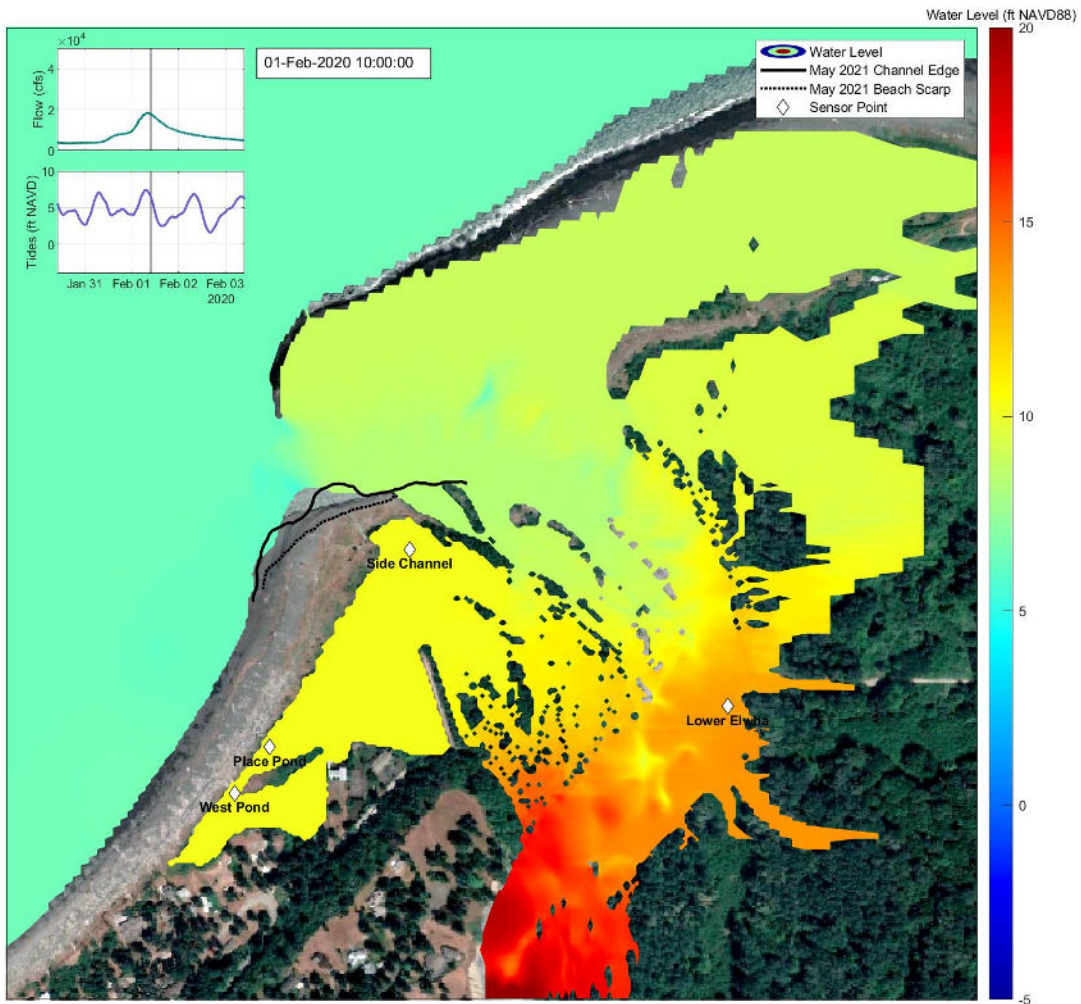 Water Level (ft NAVD88)
×10⁴
4
2
0
Flow (cfs)
01-Feb-2020 10:00:00
Water Level
May 2021 Channel Edge
May 2021 Beach Scarp
Sensor Point
10
5
0
Tides (ft NAVD)
Jan 31
Feb 01
Feb 02
Feb 03
2020
Side Channel
Lower Elwha
Place Pond
West Pond
20
15
10
5
0
-5